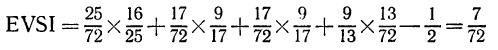 EVSI = 25/72 × 16/25 + 17/72 × 9/17 + 17/72 × 9/17 + 9/13 × 13/72 − 1/2 = 7/72